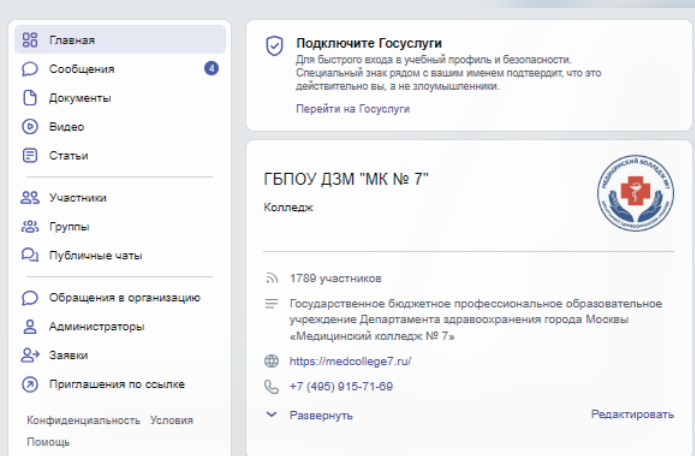 Главная
Сообщения
4
Документы
Видео
Статьи
Участники
Группы
Публичные чаты
Обращения в организацию
Администраторы
Заявки
Приглашения по ссылке
Конфиденциальность Условия
Помощь
Подключите Госуслуги
Для быстрого входа в учебный профиль и безопасности.
Специальный знак рядом с вашим именем подтвердит, что это
действительно вы, а не злоумышленники.
Перейти на Госуслуги
ГБПОУ ДЗМ "МК № 7"
Колледж
МЕДИЦИНСКИЙ КОЛЛЕДЖ №7
1789 участников
Государственное бюджетное профессиональное образовательное
учреждение Департамента здравоохранения города Москвы
«Медицинский колледж № 7»
https://medcollege7.ru/
+7 (495) 915-71-69
Развернуть
Редактировать